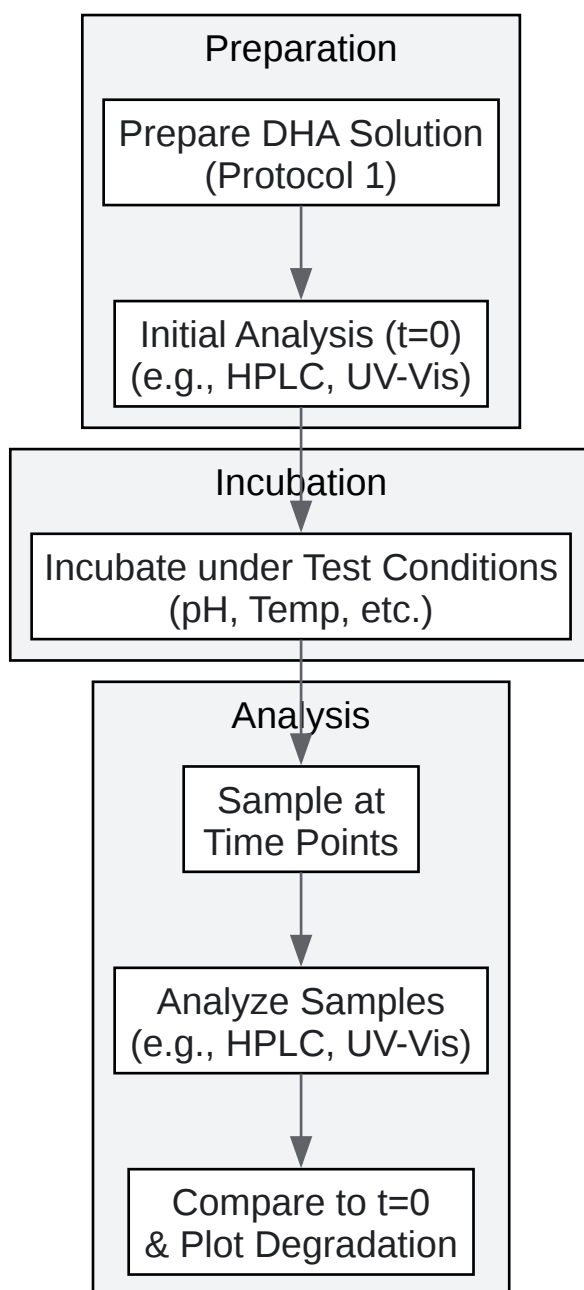 Preparation
Prepare DHA Solution
(Protocol 1)
Initial Analysis (t=0)
(e.g., HPLC, UV-Vis)
Incubation
Incubate under Test Conditions
(pH, Temp, etc.)
Analysis
Sample at
Time Points
Analyze Samples
(e.g., HPLC, UV-Vis)
Compare to t=0
& Plot Degradation